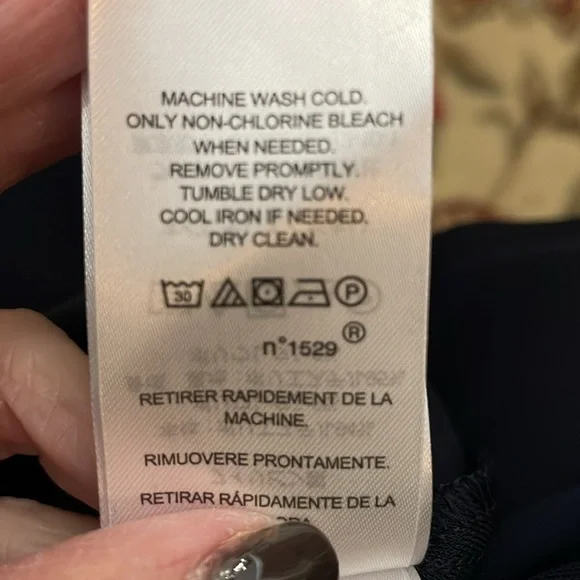 MACHINE WASH COLD.
ONLY NON-CHLORINE BLEACH
WHEN NEEDED.
REMOVE PROMPTLY.
TUMBLE DRY LOW.
COOL IRON IF NEEDED.
DRY CLEAN.
30 P
n°1529 ®
RETIRER RAPIDEMENT DE LA
MACHINE.
RIMUOVERE PRONTAMENTE.
RETIRAR RÁPIDAMENTE DE LA